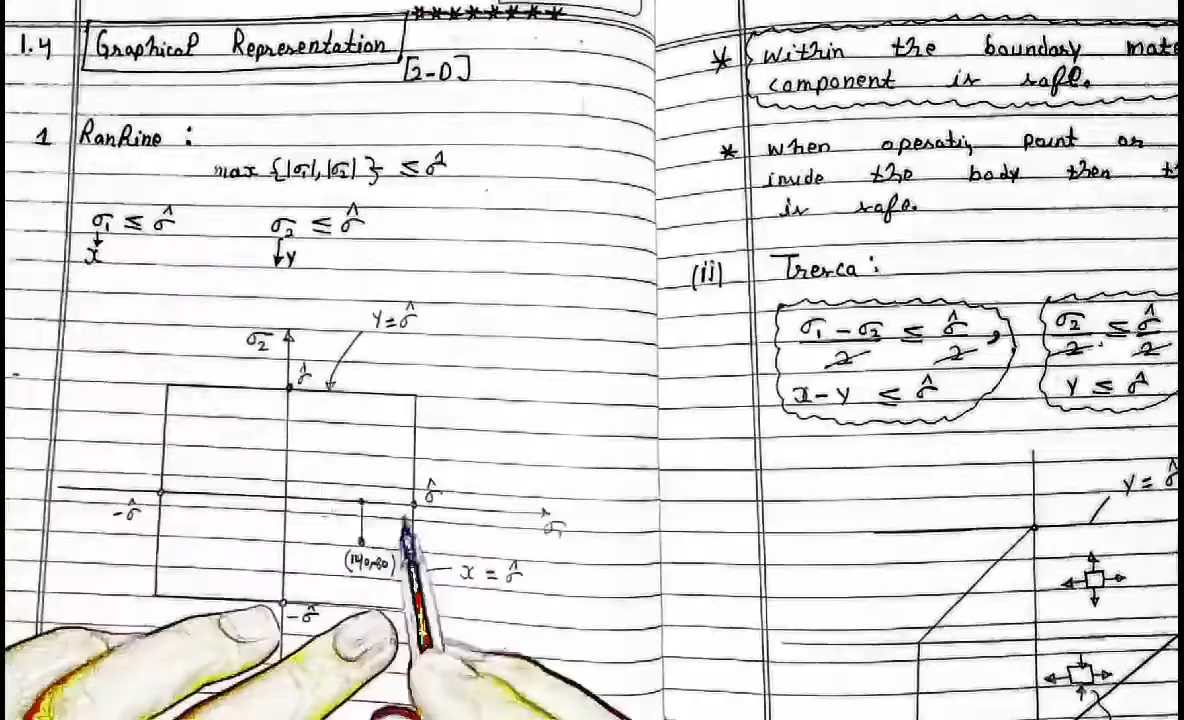 1.4 Graphical Representation
[2-D]
1 Rankine :
max {|σ1|, |σ2|} ≤ σ̂
σ1 ≤ σ̂ σ2 ≤ σ̂
x y
y = σ̂
σ2
σ̂
σ̂
-σ̂
σ1
x = σ̂
-σ̂
* Within the boundary
component is safe.
* When operating point or
inside the body then
is safe.
(ii) Tresca :
σ1 - σ2 / 2 ≤ σ̂ / 2 , σ2 / 2 ≤ σ̂ / 2
x - y ≤ σ̂ y ≤ σ̂
y = σ̂